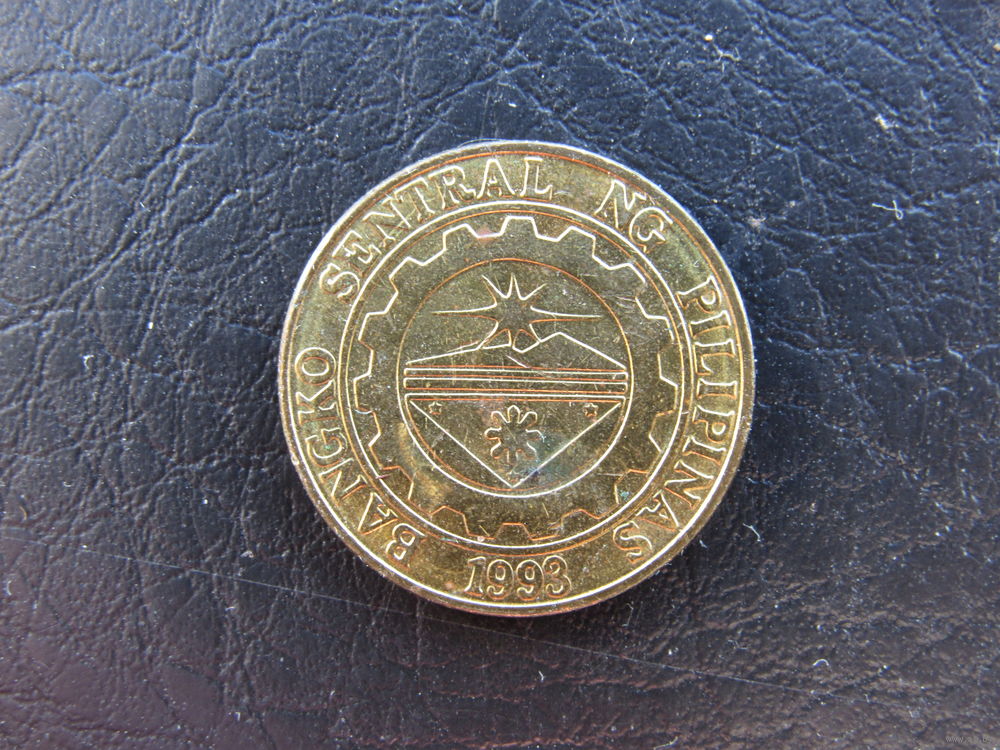 BANGKO SENTRAL NG PILIPINAS
1993